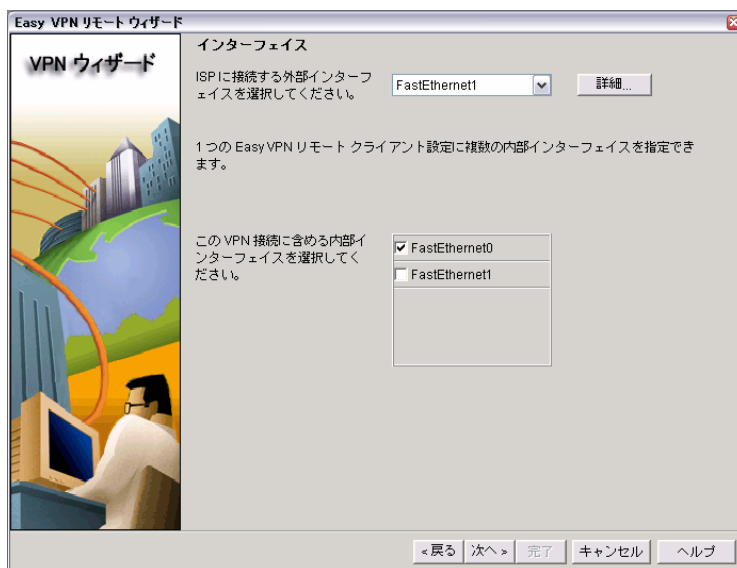 Easy VPN リモート ウィザード
VPN ウィザード
インターフェイス
ISP に接続する外部インターフ
ェイスを選択してください。
FastEthernet1
詳細...
1 つの Easy VPN リモート クライアント設定に複数の内部インターフェイスを指定でき
ます。
この VPN 接続に含める内部イ
ンターフェイスを選択してく
ださい。
FastEthernet0
FastEthernet1
«戻る
次へ»
完了
キャンセル
ヘルプ